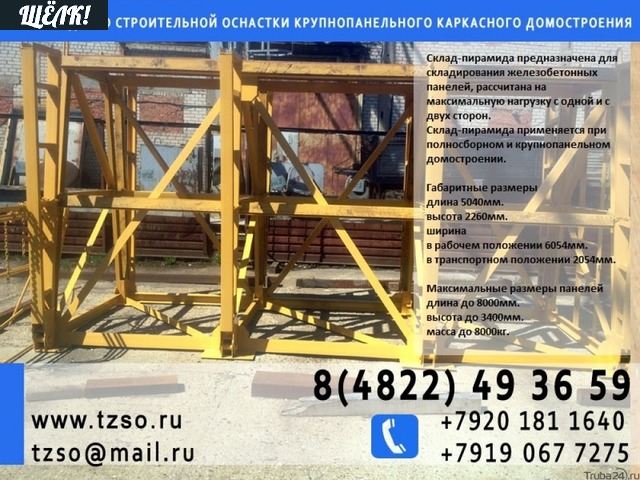 ЩЁЛК!
О СТРОИТЕЛЬНОЙ ОСНАСТКИ КРУПНОПАНЕЛЬНОГО КАРКАСНОГО ДОМОСТРОЕНИЯ
Склад-пирамида предназначена для
складирования железобетонных
панелей, рассчитана на
максимальную нагрузку с одной и с
двух сторон.
Склад-пирамида применяется при
полносборном и крупнопанельном
домостроении.
Габаритные размеры
длина 5040мм.
высота 2260мм.
ширина
в рабочем положении 6054мм.
в транспортном положении 2054мм.
Максимальные размеры панелей
длина до 8000мм.
высота до 3400мм.
масса до 8000кг.
8(4822) 49 36 59
www.tzso.ru
+7920 181 1640
tzso@mail.ru
+7919 067 7275
Truba24.ru